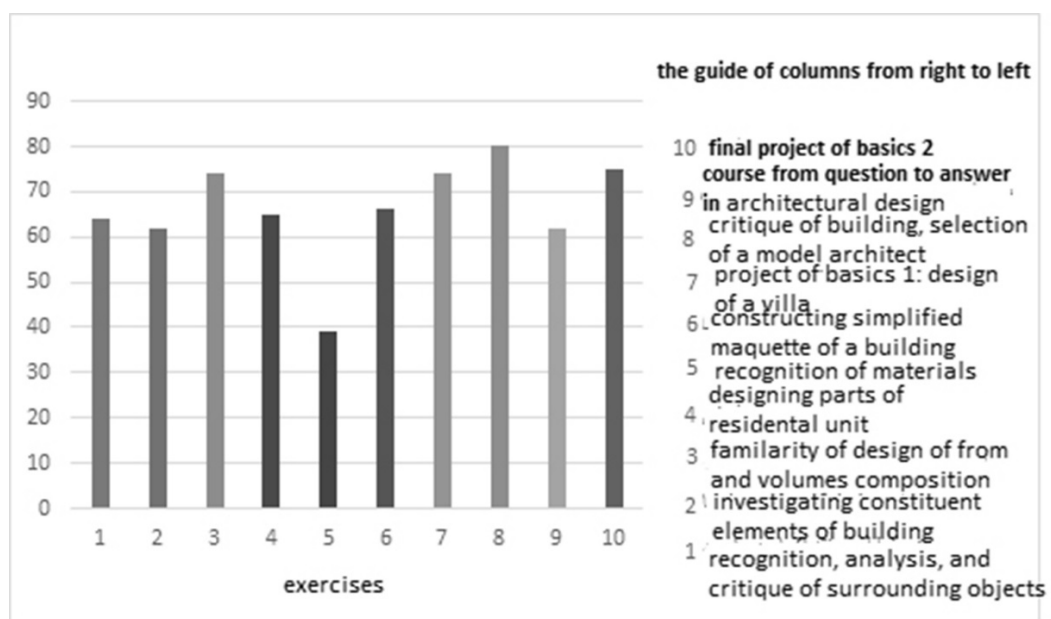 the guide of columns from right to left
90
80
70
60
50
40
30
20
10
0
1 2 3 4 5 6 7 8 9 10
exercises
10 final project of basics 2
course from question to answer
9 in architectural design
critique of building, selection
8 of a model architect
7 project of basics 1: design
of a villa
6 constructing simplified
maquette of a building
5 recognition of materials
designing parts of
4 residental unit
3 familarity of design of from
and volumes composition
2 investigating constituent
elements of building
1 recognition, analysis, and
critique of surrounding objects